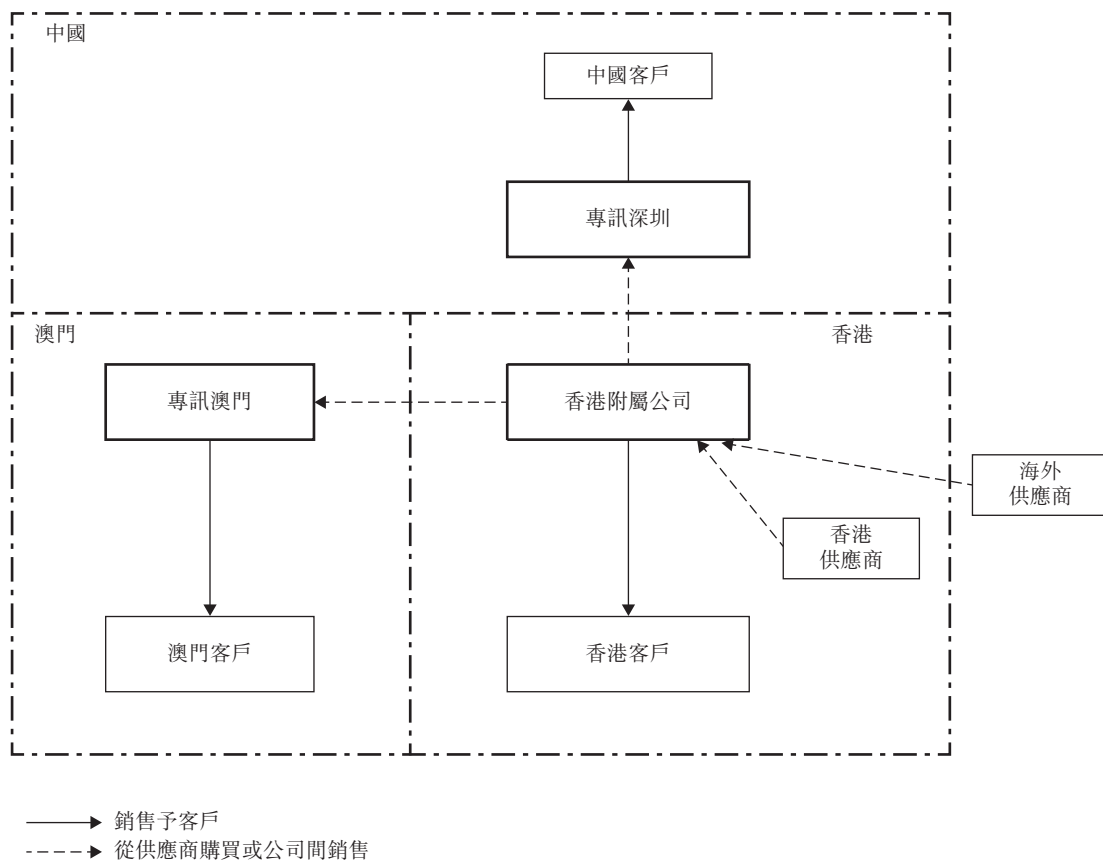 中國
中國客戶
專訊深圳
澳門
香港
專訊澳門
香港附屬公司
海外
供應商
香港
供應商
澳門客戶
香港客戶
銷售予客戶
從供應商購買或公司間銷售